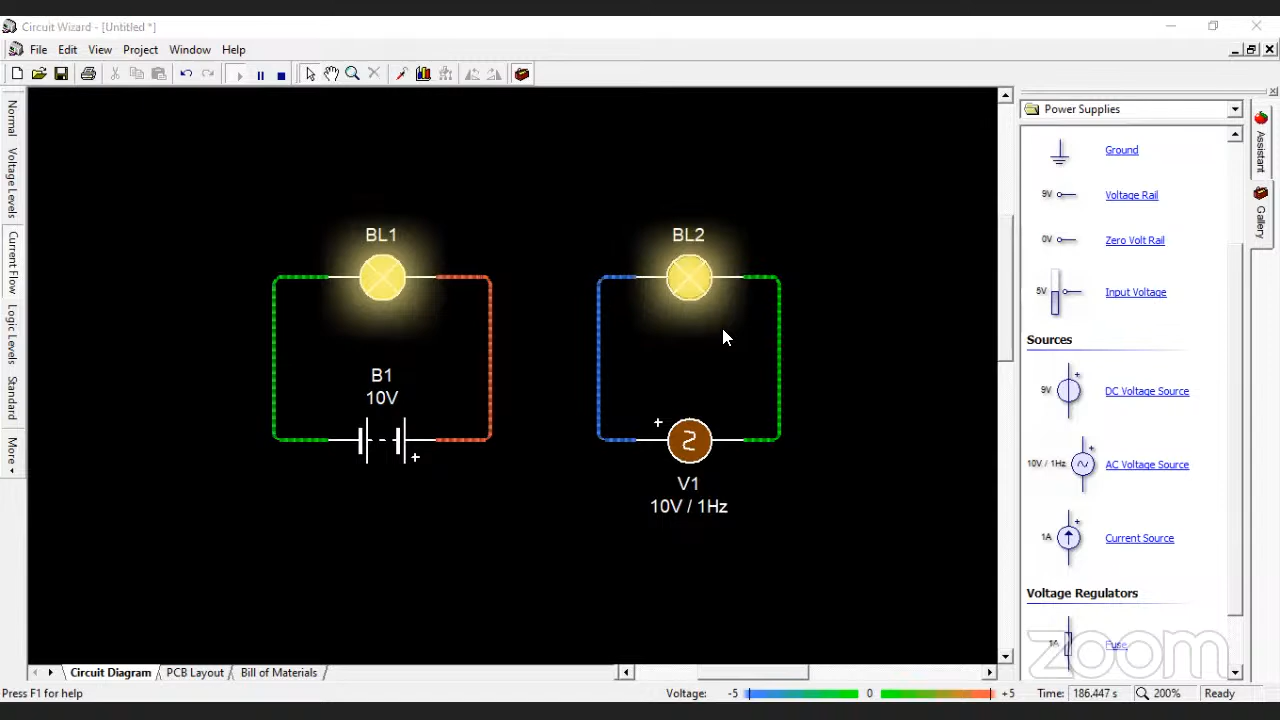 Circuit Wizard - [Untitled *]
File Edit View Project Window Help
Power Supplies
Normal
Voltage Levels
Current Flow
Logic Levels
Standard
More
BL1
BL2
B1
10V
+
+
V1
10V / 1Hz
Ground
9V Voltage Rail
0V Zero Volt Rail
5V Input Voltage
Sources
9V + DC Voltage Source
10V / 1Hz + AC Voltage Source
1A + Current Source
Voltage Regulators
1A Fuse
zoom
Assistant
Gallery
Circuit Diagram PCB Layout Bill of Materials
Press F1 for help Voltage: -5 0 +5 Time: 186.447 s 200% Ready